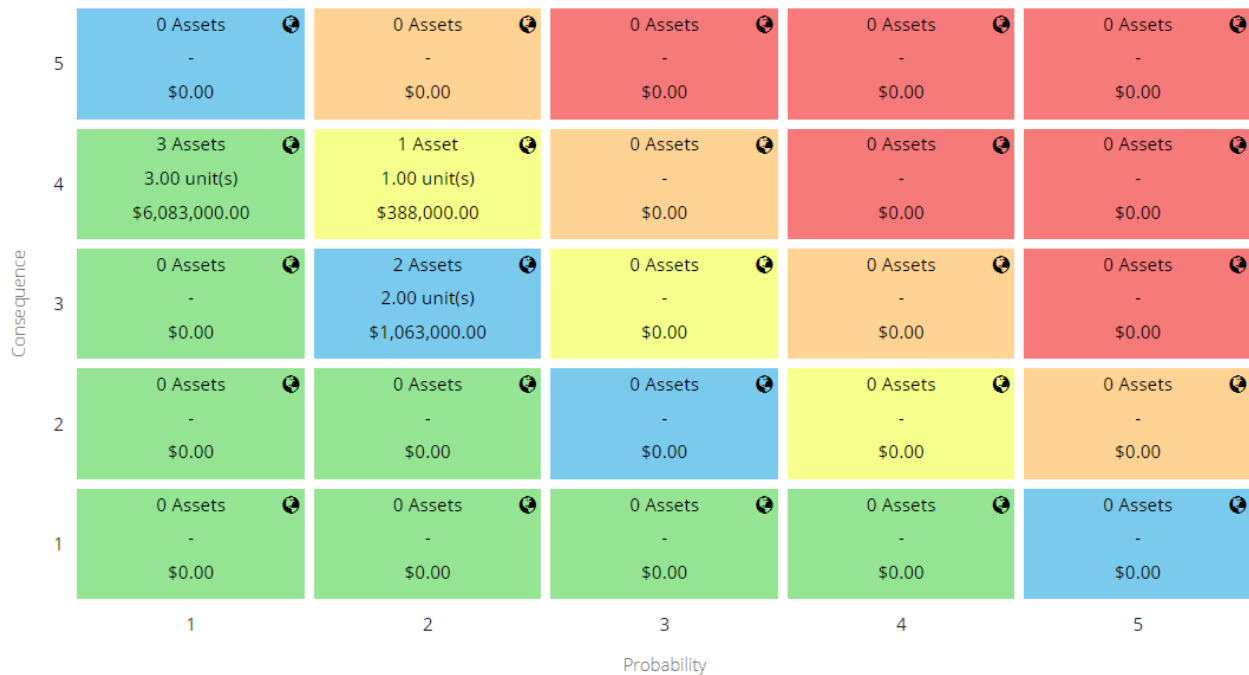 0 Assets 0 Assets 0 Assets 0 Assets 0 Assets
5 - - - - -
$0.00 $0.00 $0.00 $0.00 $0.00
3 Assets 1 Asset 0 Assets 0 Assets 0 Assets
4 3.00 unit(s) 1.00 unit(s) - - -
$6,083,000.00 $388,000.00 $0.00 $0.00 $0.00
Consequence
0 Assets 2 Assets 0 Assets 0 Assets 0 Assets
3 - 2.00 unit(s) - - -
$0.00 $1,063,000.00 $0.00 $0.00 $0.00
0 Assets 0 Assets 0 Assets 0 Assets 0 Assets
2 - - - - -
$0.00 $0.00 $0.00 $0.00 $0.00
0 Assets 0 Assets 0 Assets 0 Assets 0 Assets
1 - - - - -
$0.00 $0.00 $0.00 $0.00 $0.00
1 2 3 4 5
Probability